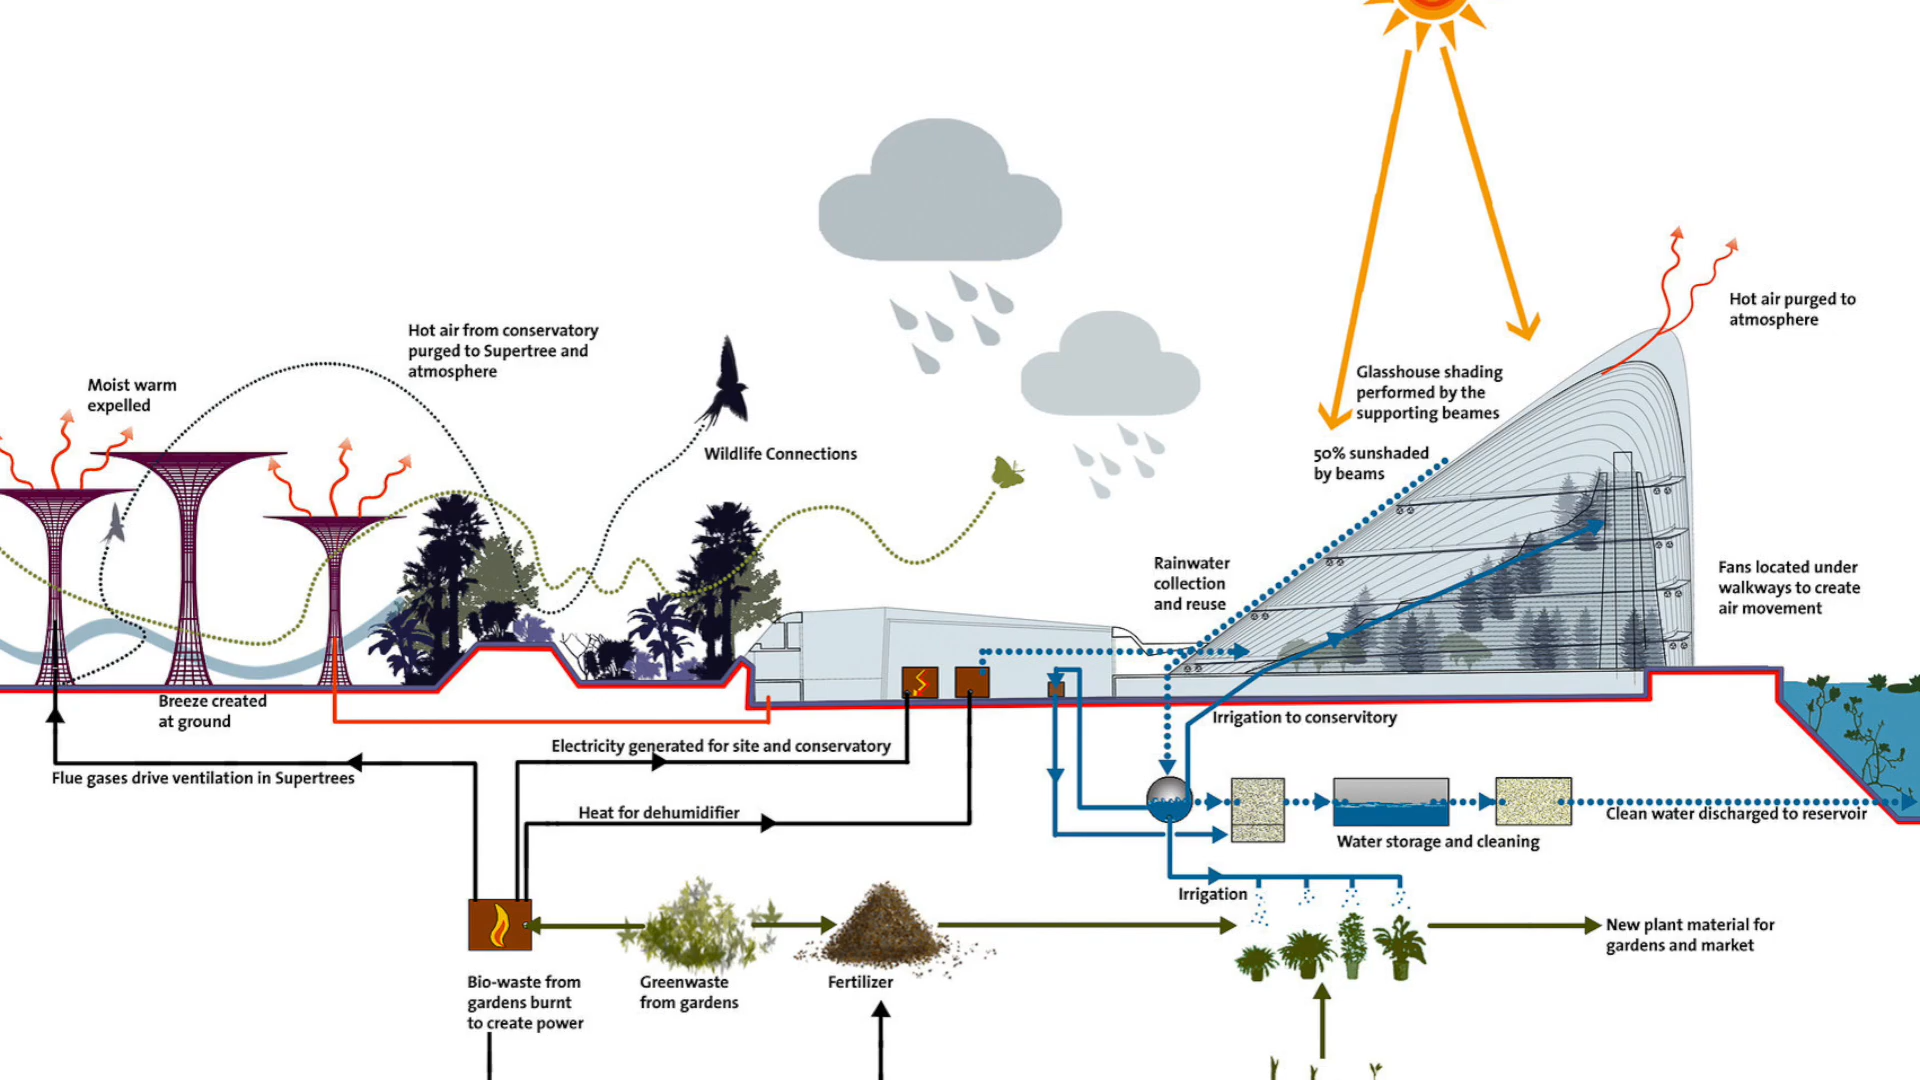 Hot air purged to
atmosphere
Hot air from conservatory
purged to Supertree and
atmosphere
Moist warm
expelled
Glasshouse shading
performed by the
supporting beames
Wildlife Connections
50% sunshaded
by beams
Rainwater
collection
and reuse
Fans located under
walkways to create
air movement
Breeze created
at ground
Irrigation to conservitory
Electricity generated for site and conservatory
Flue gases drive ventilation in Supertrees
Heat for dehumidifier
Clean water discharged to reservoir
Water storage and cleaning
Irrigation
New plant material for
gardens and market
Bio-waste from
gardens burnt
to create power
Greenwaste
from gardens
Fertilizer